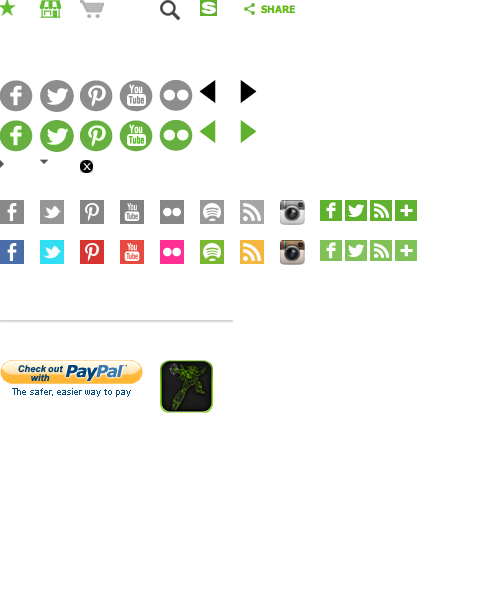 S SHARE
You Tube
You Tube
You Tube
You Tube
Check out
with PayPal
The safer, easier way to pay